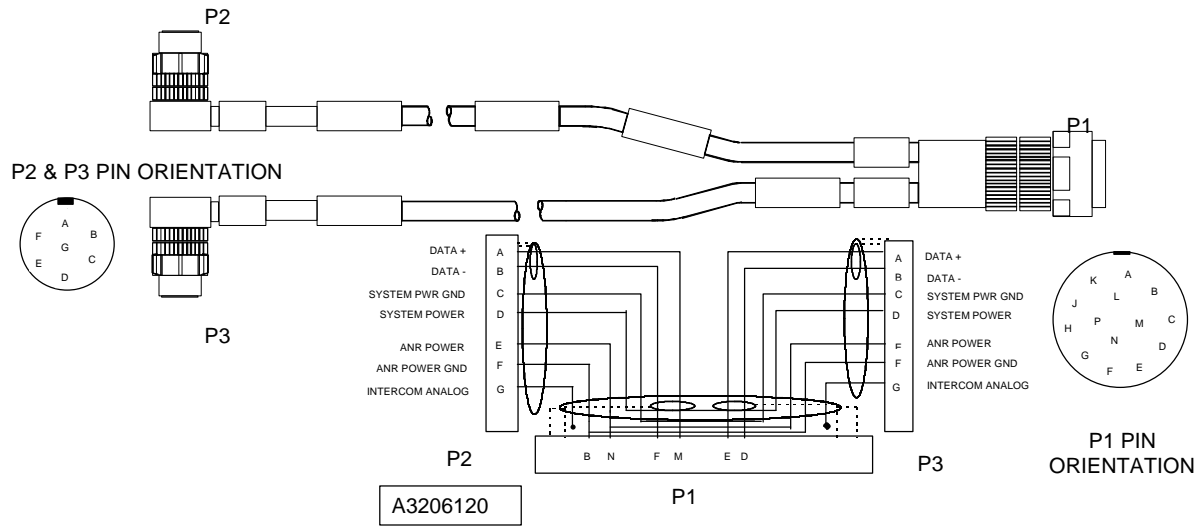 P2
P1
P2 & P3 PIN ORIENTATION
A
F
B
G
E
C
D
P3
DATA +
DATA -
SYSTEM PWR GND
SYSTEM POWER
ANR POWER
ANR POWER GND
INTERCOM ANALOG
A
B
C
D
E
F
G
A
B
C
D
F
G
DATA +
DATA -
SYSTEM PWR GND
SYSTEM POWER
ANR POWER
ANR POWER GND
INTERCOM ANALOG
A
K
L
B
J
H
P
M
C
N
G
D
F
E
B N F M E D
P2
P1
P3
P1 PIN
ORIENTATION
A3206120